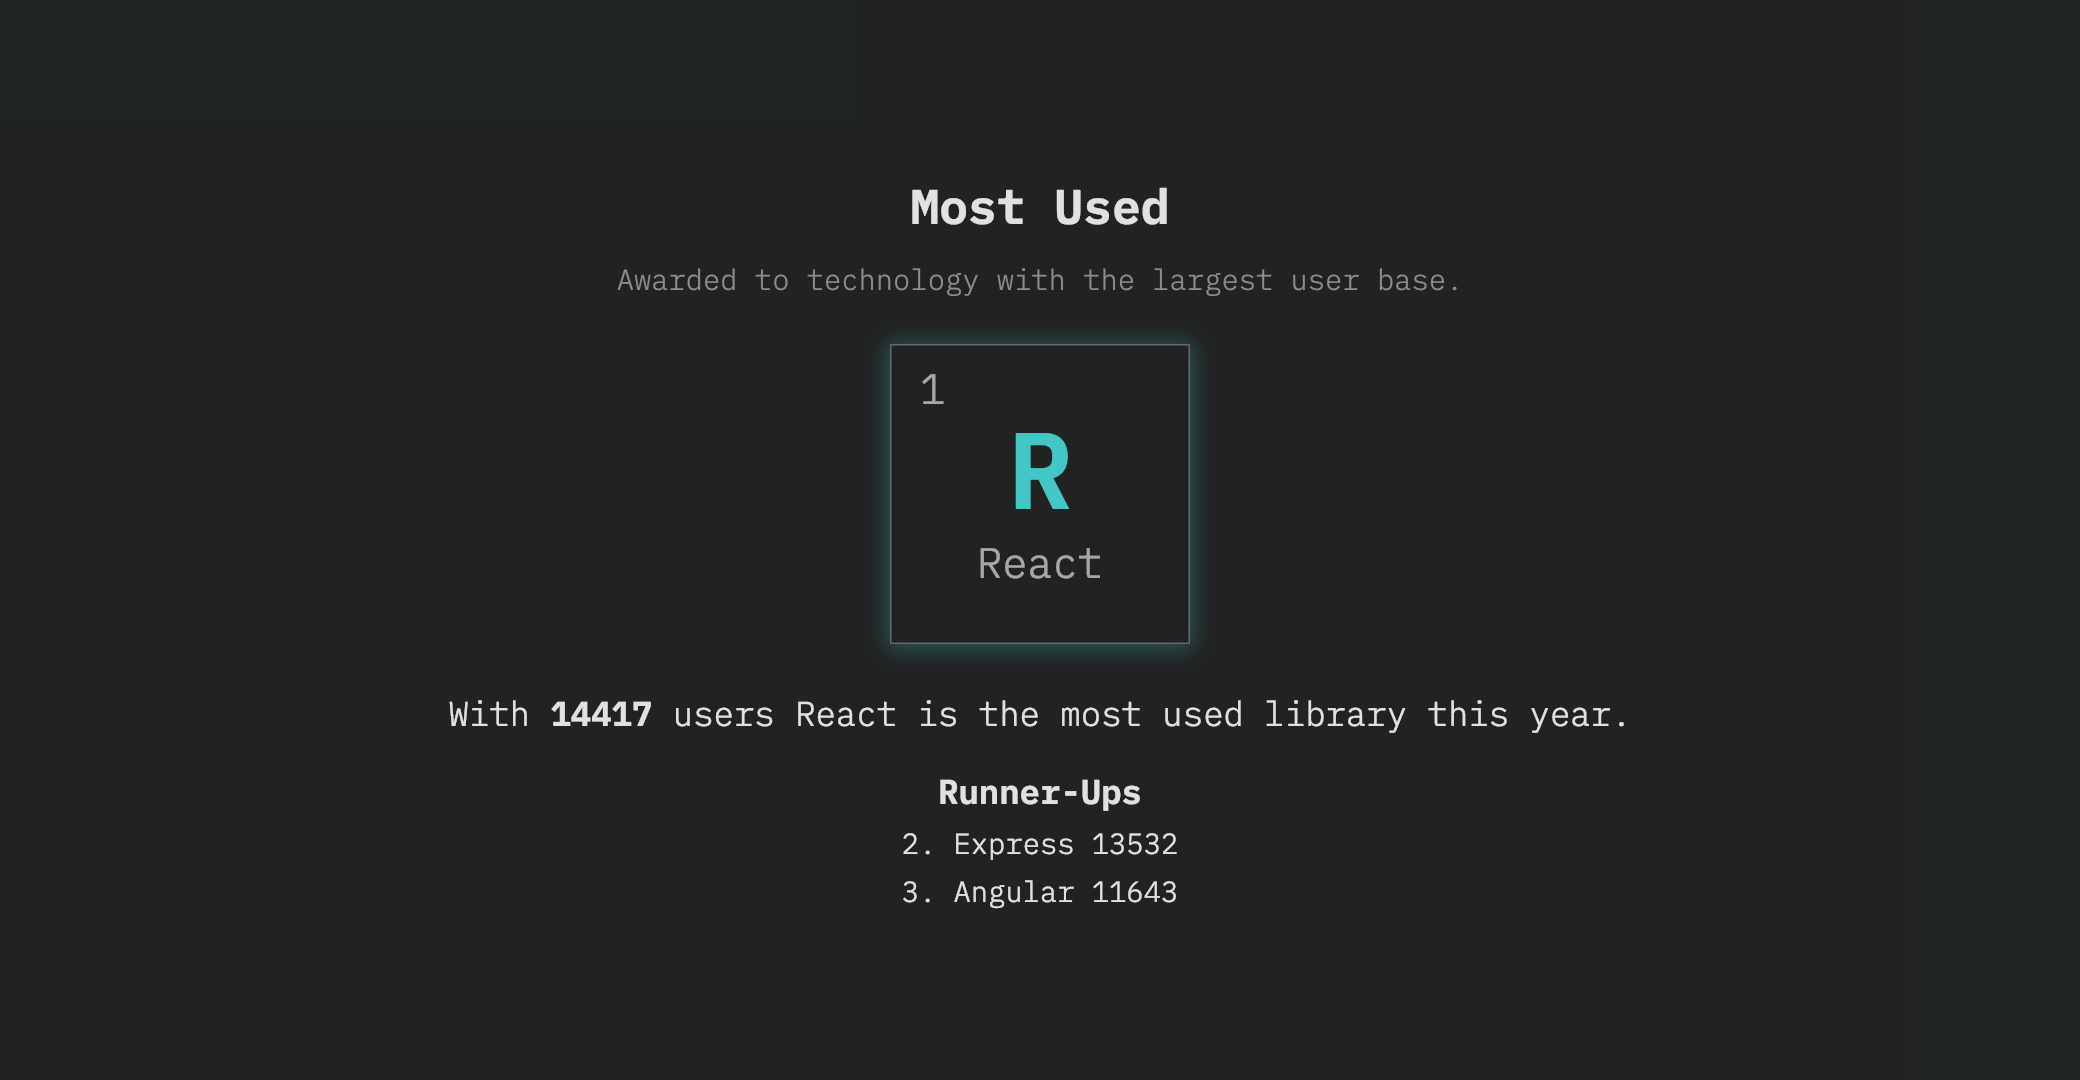 Most Used
Awarded to technology with the largest user base.
1
R
React
With 14417 users React is the most used library this year.
Runner-Ups
2. Express 13532
3. Angular 11643